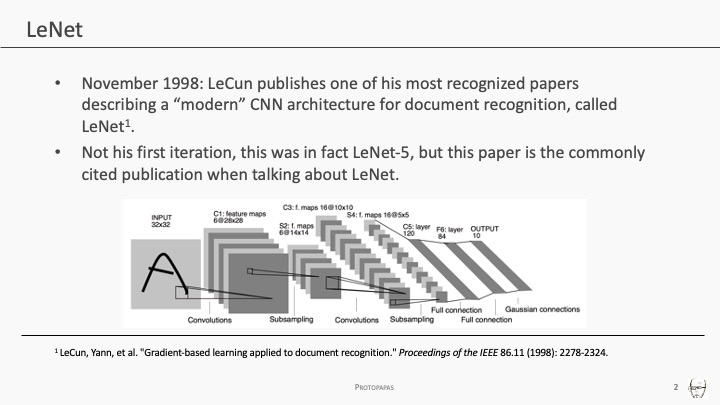 LeNet
• November 1998: LeCun publishes one of his most recognized papers
describing a “modern” CNN architecture for document recognition, called
LeNet1.
• Not his first iteration, this was in fact LeNet-5, but this paper is the commonly
cited publication when talking about LeNet.
INPUT
32x32
C1: feature maps
6@28x28
S2: f. maps
6@14x14
C3: f. maps 16@10x10
S4: f. maps 16@5x5
C5: layer
120
F6: layer
84
OUTPUT
10
Convolutions
Subsampling
Convolutions
Subsampling
Full connection
Full connection
Gaussian connections
1 LeCun, Yann, et al. "Gradient-based learning applied to document recognition." Proceedings of the IEEE 86.11 (1998): 2278-2324.
PROTOPAPAS
2